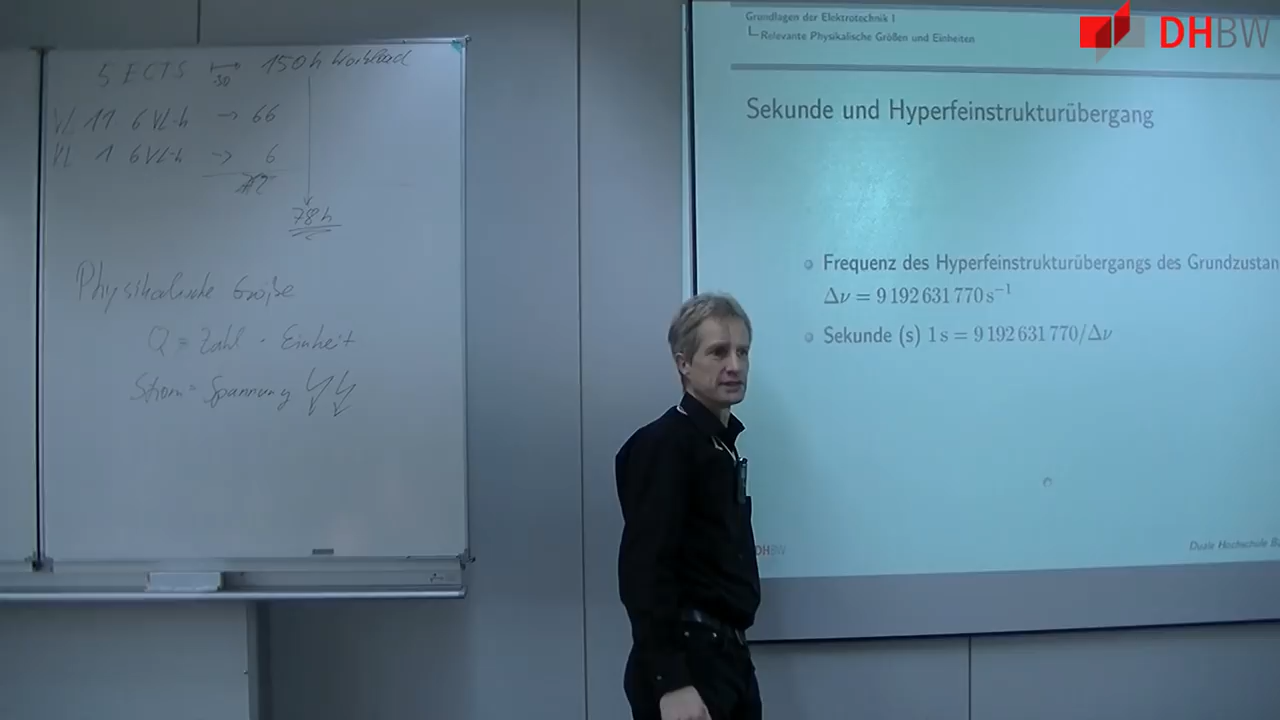 5 ECTS ↦ 150h Workload
·30
VL 11 6 VL-h → 66
VL 1 6 VL-h → 6
72
78h
Physikalische Größe
Q = Zahl · Einheit
Strom = Spannung
Grundlagen der Elektrotechnik I
Relevante Physikalische Größen und Einheiten
DHBW
Sekunde und Hyperfeinstrukturübergang
Frequenz des Hyperfeinstrukturübergangs des Grundzustan
Δν = 9 192 631 770 s⁻¹
Sekunde (s) 1 s = 9 192 631 770/Δν
DHBW
Duale Hochschule Ba